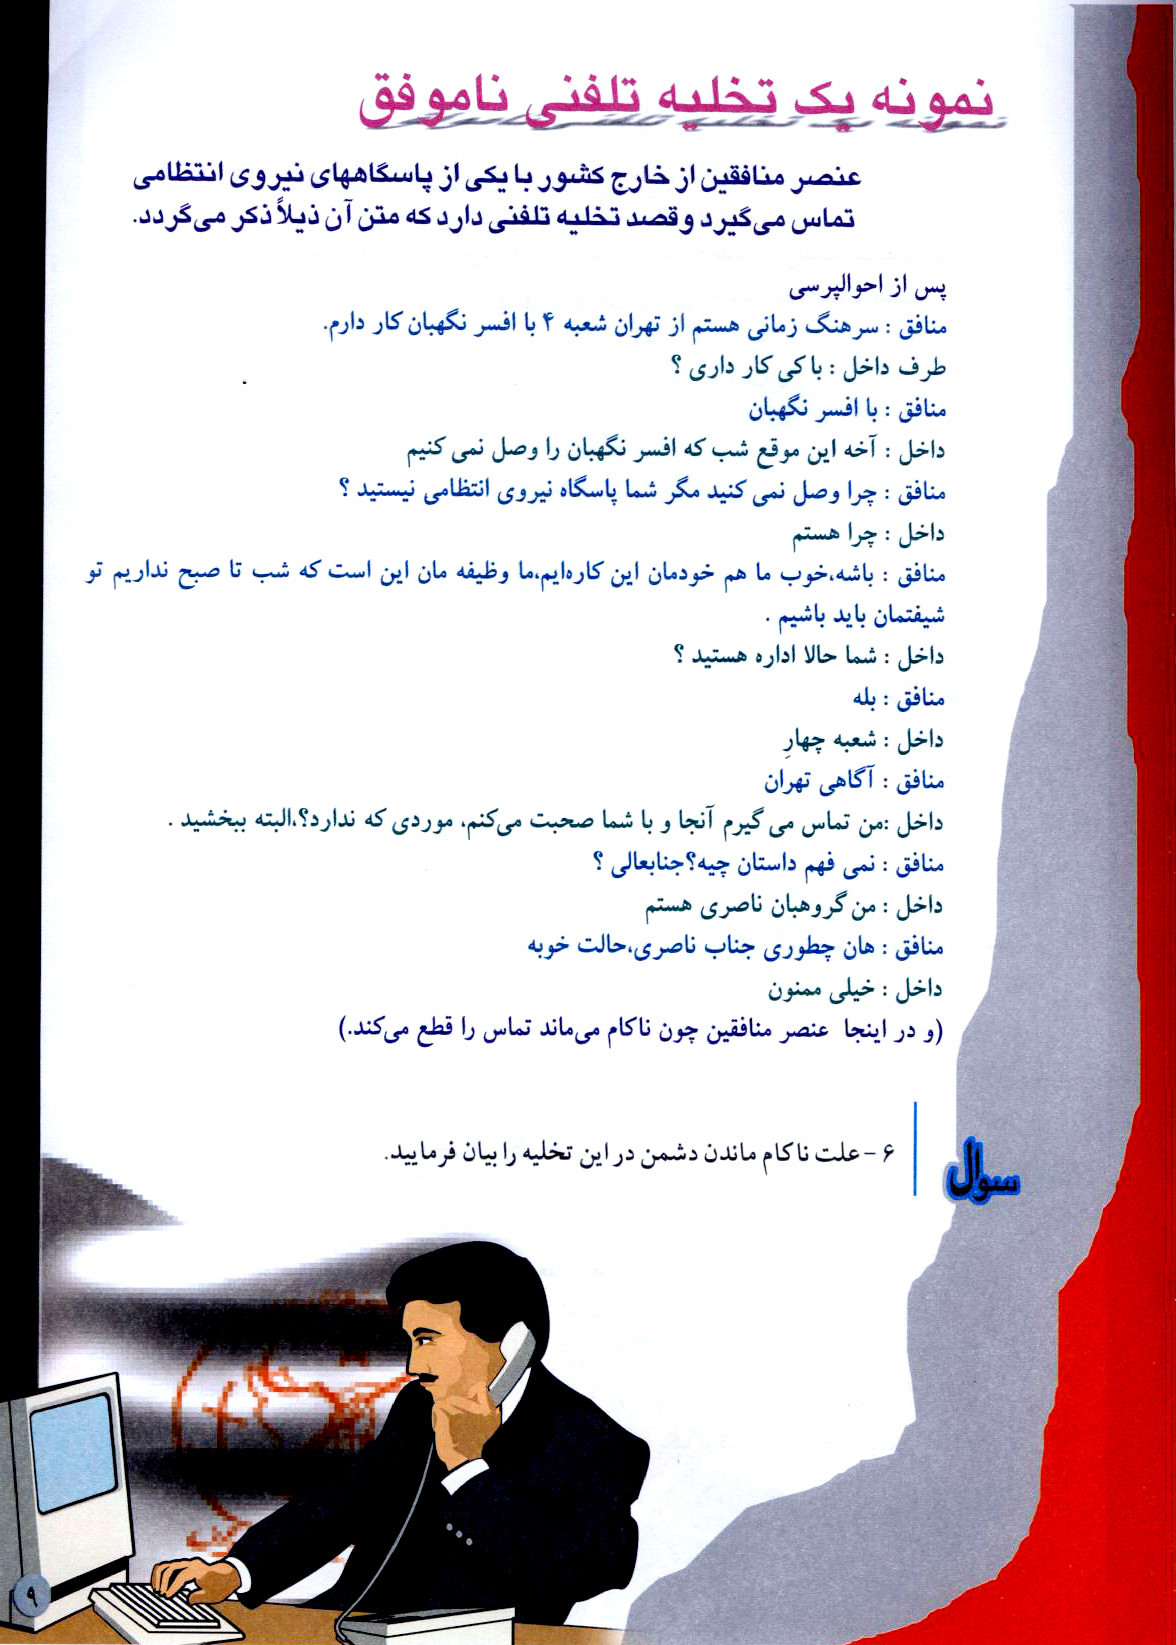 نمونه یک تخلیه تلفنی ناموفق
عنصر منافقین از خارج کشور با یکی از پاسگاههای نیروی انتظامی
تماس می‌گیرد و قصد تخلیه تلفنی دارد که متن آن ذیلاً ذکر می‌گردد.
پس از احوالپرسی
منافق : سرهنگ زمانی هستم از تهران شعبه ۴ با افسر نگهبان کار دارم.
طرف داخل : با کی کار داری ؟
منافق : با افسر نگهبان
داخل : آخه این موقع شب که افسر نگهبان را وصل نمی کنیم
منافق : چرا وصل نمی کنید مگر شما پاسگاه نیروی انتظامی نیستید ؟
داخل : چرا هستم
منافق : باشه،خوب ما هم خودمان این کاره‌ایم،ما وظیفه مان این است که شب تا صبح نداریم تو
شیفتمان باید باشیم .
داخل : شما حالا اداره هستید ؟
منافق : بله
داخل : شعبه چهارِ
منافق : آگاهی تهران
داخل :من تماس می گیرم آنجا و با شما صحبت می‌کنم، موردی که ندارد؟،البته ببخشید .
منافق : نمی فهم داستان چیه؟جنابعالی ؟
داخل : من گروهبان ناصری هستم
منافق : هان چطوری جناب ناصری،حالت خوبه
داخل : خیلی ممنون
(و در اینجا عنصر منافقین چون ناکام می‌ماند تماس را قطع می‌کند.)
سوال
۶ – علت ناکام ماندن دشمن در این تخلیه را بیان فرمایید.
۹